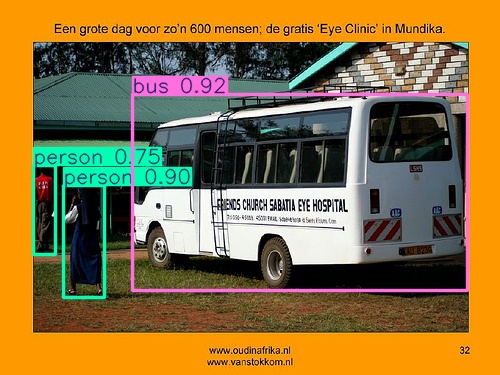 Een grote dag voor zo'n 600 mensen; de gratis 'Eye Clinic' in Mundika.
bus 0.92
person 0.75
person 0.90
FRIENDS CHURCH SABATIA EYE HOSPITAL
www.oudinafrika.nl
32
www.vanstokkom.nl